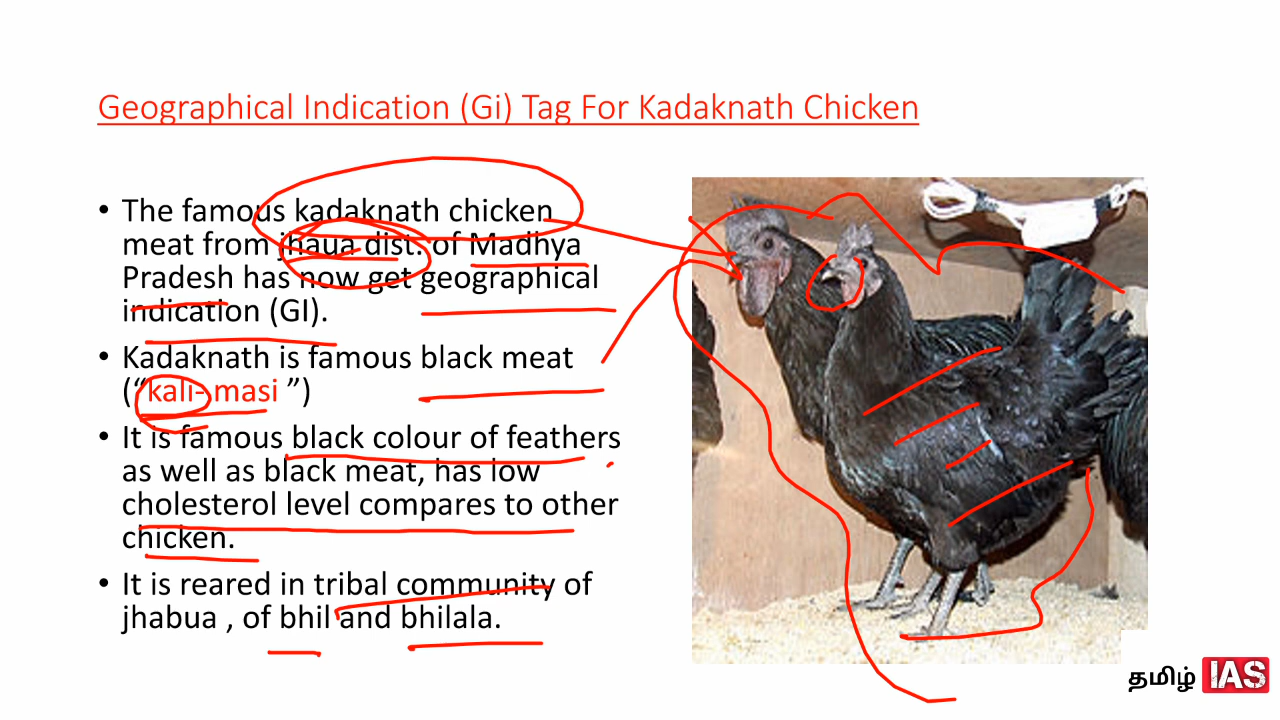 Geographical Indication (Gi) Tag For Kadaknath Chicken
• The famous kadaknath chicken
meat from jhaua dist. of Madhya
Pradesh has now get geographical
indication (GI).
• Kadaknath is famous black meat
(“kali- masi ”)
• It is famous black colour of feathers
as well as black meat, has low
cholesterol level compares to other
chicken.
• It is reared in tribal community of
jhabua , of bhil and bhilala.
தமிழ் IAS